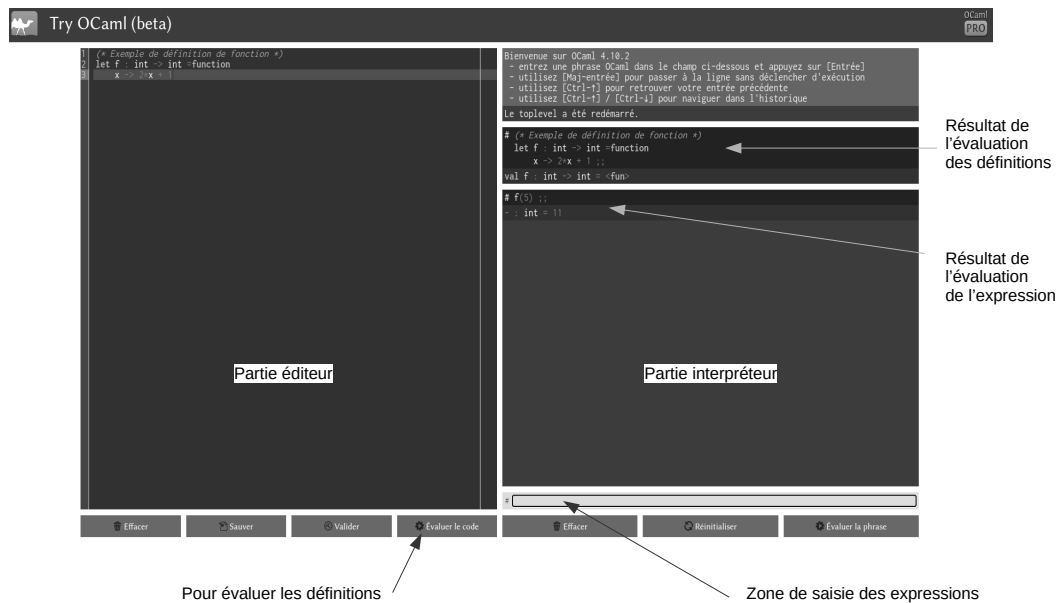 Try OCaml (beta)
OCaml
PRO
1 (* Exemple de définition de fonction *)
2 let f : int -> int =function
3 x -> 2*x + 1
Bienvenue sur OCaml 4.10.2
- entrez une phrase OCaml dans le champ ci-dessous et appuyez sur [Entrée]
- utilisez [Maj-entrée] pour passer à la ligne sans déclencher d'exécution
- utilisez [Ctrl-↑] pour retrouver votre entrée précédente
- utilisez [Ctrl-↑] / [Ctrl-↓] pour naviguer dans l'historique
Le toplevel a été redémarré.
# (* Exemple de définition de fonction *)
let f : int -> int =function
x -> 2*x + 1 ;;
val f : int -> int = <fun>
# f(5) ;;
- : int = 11
Résultat de
l'évaluation
des définitions
Résultat de
l'évaluation
de l'expression
Partie éditeur
Partie interpréteur
#
Effacer
Sauver
Valider
Évaluer le code
Effacer
Réinitialiser
Évaluer la phrase
Pour évaluer les définitions
Zone de saisie des expressions